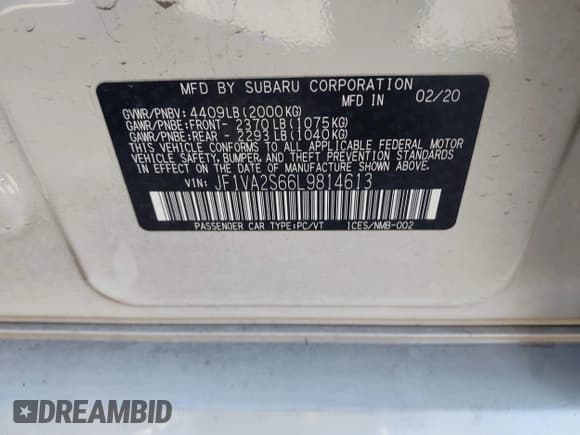 MFD BY SUBARU CORPORATION
MFD IN 02/20
GVWR/PNBV: 4409LB(2000KG)
GAWR/PNBE:FRONT- 2370LB(1075KG)
GAWR/PNBE:REAR - 2293LB(1040KG)
THIS VEHICLE CONFORMS TO ALL APPLICABLE FEDERAL MOTOR
VEHICLE SAFETY, BUMPER, AND THEFT PREVENTION STANDARDS
IN EFFECT ON THE DATE OF MANUFACTURE SHOWN ABOVE.
VIN: JF1VA2S66L9814613
PASSENGER CAR TYPE:PC/VT ICES/NMB-002
DREAMBID